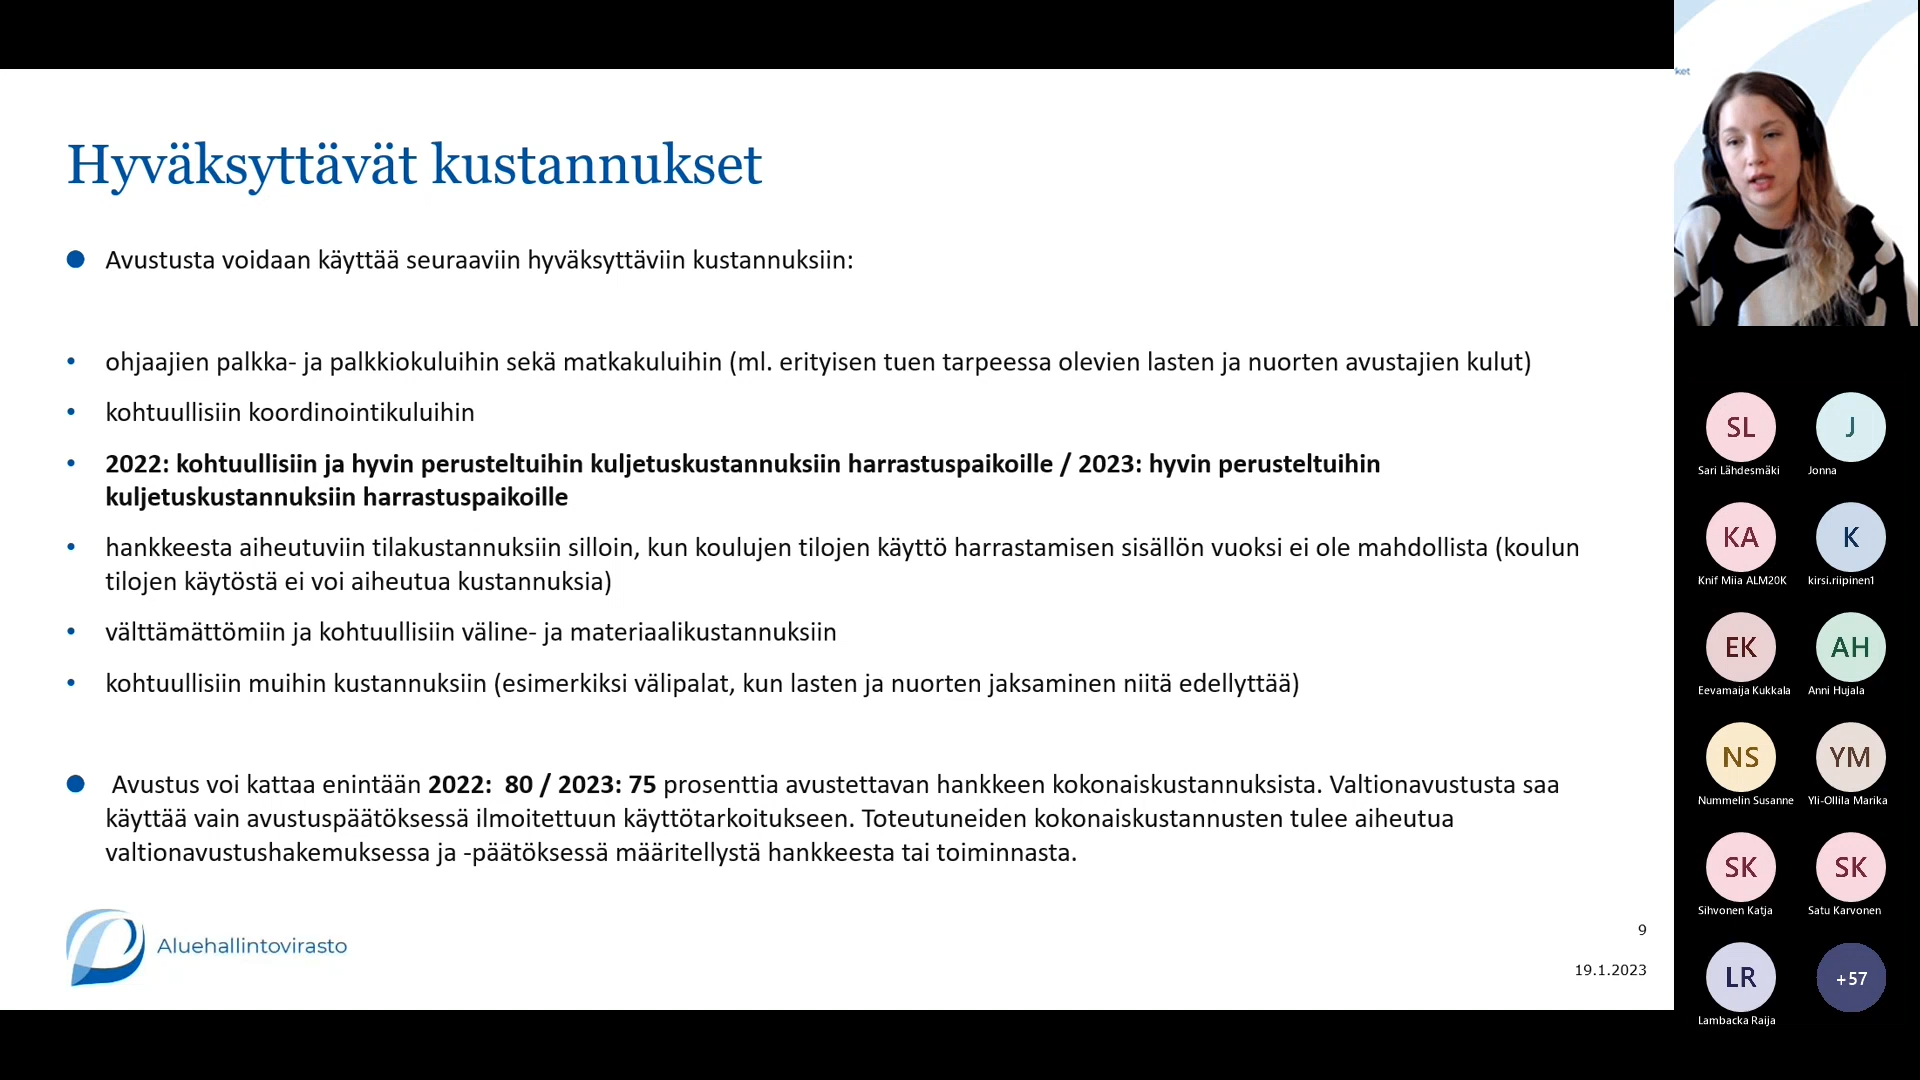 Hyväksyttävät kustannukset
Avustusta voidaan käyttää seuraaviin hyväksyttäviin kustannuksiin:
ohjaajien palkka- ja palkkiokuluihin sekä matkakuluihin (ml. erityisen tuen tarpeessa olevien lasten ja nuorten avustajien kulut)
kohtuullisiin koordinointikuluihin
2022: kohtuullisiin ja hyvin perusteltuihin kuljetuskustannuksiin harrastuspaikoille / 2023: hyvin perusteltuihin
kuljetuskustannuksiin harrastuspaikoille
hankkeesta aiheutuviin tilakustannuksiin silloin, kun koulujen tilojen käyttö harrastamisen sisällön vuoksi ei ole mahdollista (koulun
tilojen käytöstä ei voi aiheutua kustannuksia)
välttämättömiin ja kohtuullisiin väline- ja materiaalikustannuksiin
kohtuullisiin muihin kustannuksiin (esimerkiksi välipalat, kun lasten ja nuorten jaksaminen niitä edellyttää)
Avustus voi kattaa enintään 2022: 80 / 2023: 75 prosenttia avustettavan hankkeen kokonaiskustannuksista. Valtionavustusta saa
käyttää vain avustuspäätöksessä ilmoitettuun käyttötarkoitukseen. Toteutuneiden kokonaiskustannusten tulee aiheutua
valtionavustushakemuksessa ja -päätöksessä määritellystä hankkeesta tai toiminnasta.
Aluehallintovirasto
9
19.1.2023
ket
SL J
Sari Lähdesmäki Jonna
KA K
Knif Miia ALM20K kirsi.riipinen1
EK AH
Eevamaija Kukkala Anni Hujala
NS YM
Nummelin Susanne Yli-Ollila Marika
SK SK
Sihvonen Katja Satu Karvonen
LR +57
Lambacka Raija